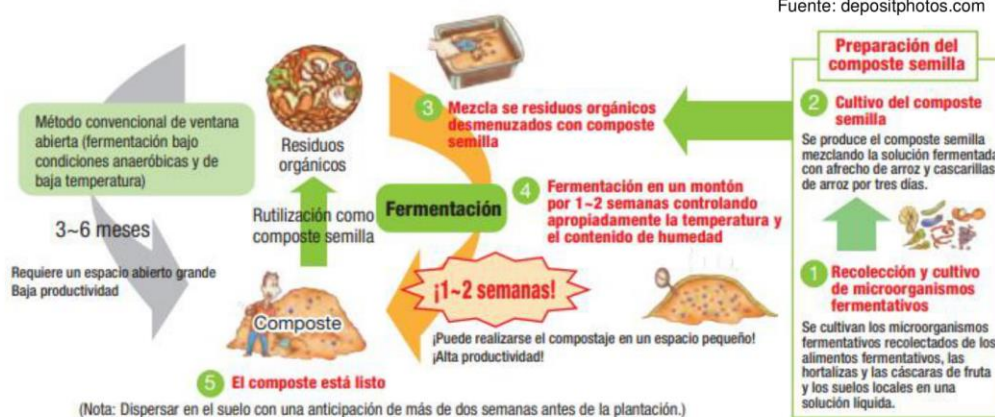 Fuente: depositphotos.com
Preparación del
composte semilla
1 Recolección y cultivo
de microorganismos
fermentativos
Se cultivan los microorganismos
fermentativos recolectados de los
alimentos fermentativos, las
hortalizas y las cáscaras de fruta
y los suelos locales en una
solución líquida.
2 Cultivo del composte
semilla
Se produce el composte semilla
mezclando la solución fermentada
con afrecho de arroz y cascarillas
de arroz por tres días.
3 Mezcla se residuos orgánicos
desmenuzados con composte
semilla
4 Fermentación en un montón
por 1~2 semanas controlando
apropiadamente la temperatura y
el contenido de humedad
Fermentación
¡1~2 semanas!
¡Puede realizarse el compostaje en un espacio pequeño!
¡Alta productividad!
Residuos
orgánicos
Rutilización como
composte semilla
Composte
5 El composte está listo
(Nota: Dispersar en el suelo con una anticipación de más de dos semanas antes de la plantación.)
Método convencional de ventana
abierta (fermentación bajo
condiciones anaeróbicas y de
baja temperatura)
3~6 meses
Requiere un espacio abierto grande
Baja productividad